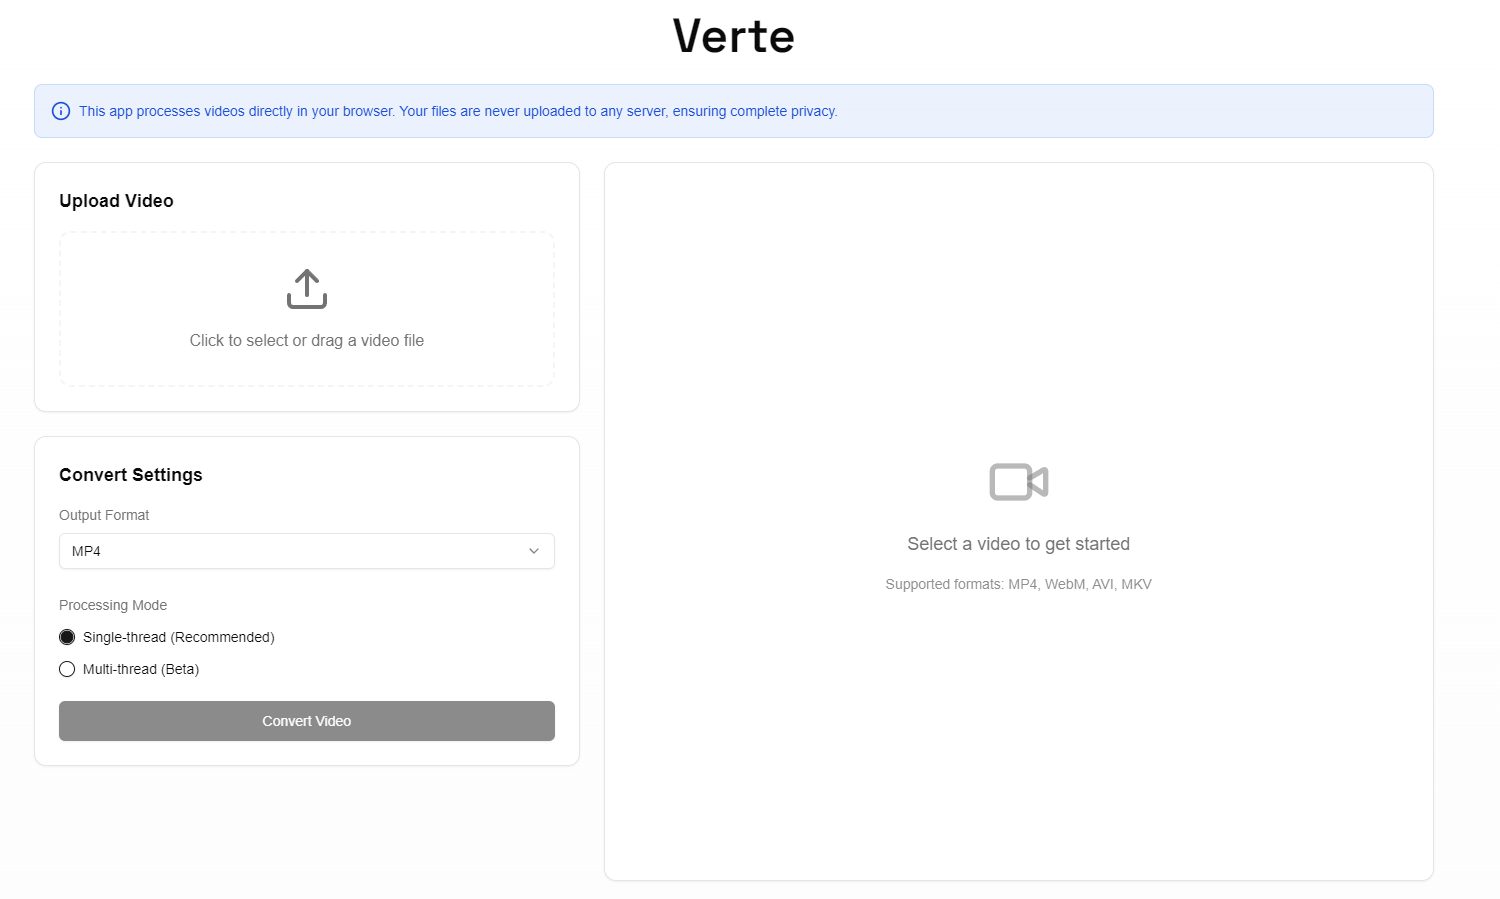 Verte
This app processes videos directly in your browser. Your files are never uploaded to any server, ensuring complete privacy.
Upload Video
Click to select or drag a video file
Convert Settings
Output Format
MP4
Processing Mode
Single-thread (Recommended)
Multi-thread (Beta)
Convert Video
Select a video to get started
Supported formats: MP4, WebM, AVI, MKV